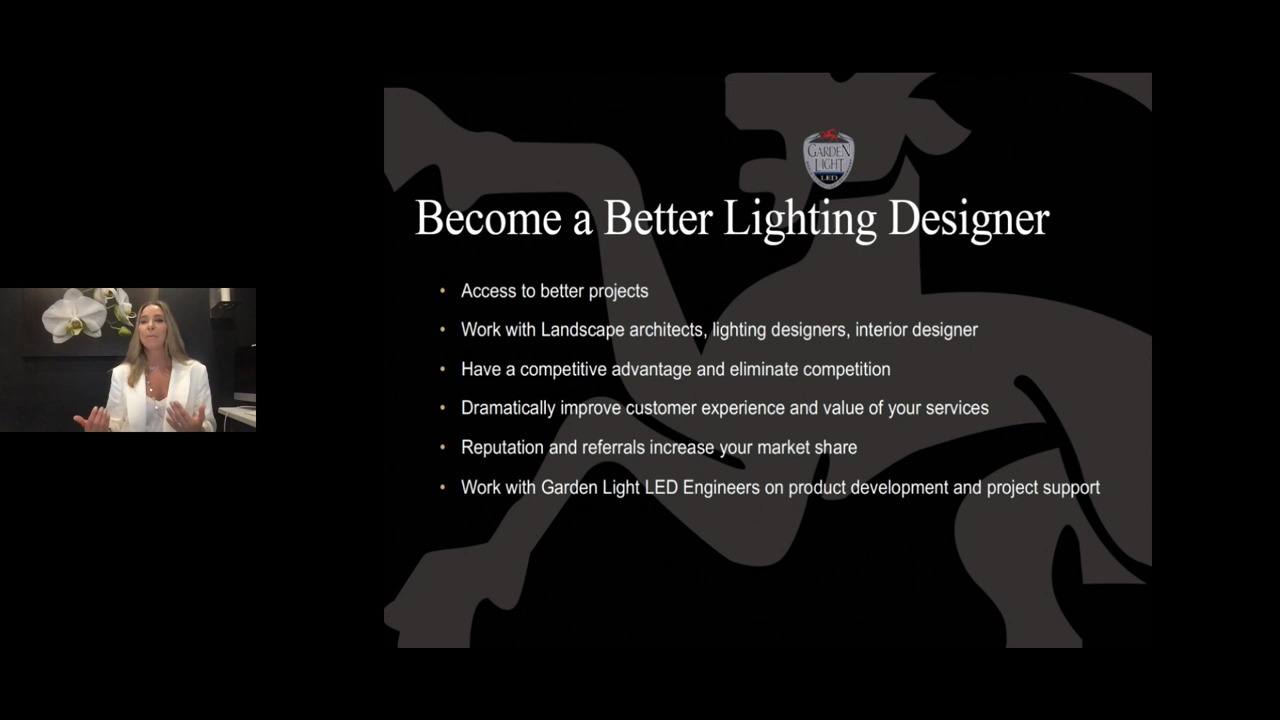 GARDEN
LIGHT
LED
Become a Better Lighting Designer
• Access to better projects
• Work with Landscape architects, lighting designers, interior designer
• Have a competitive advantage and eliminate competition
• Dramatically improve customer experience and value of your services
• Reputation and referrals increase your market share
• Work with Garden Light LED Engineers on product development and project support